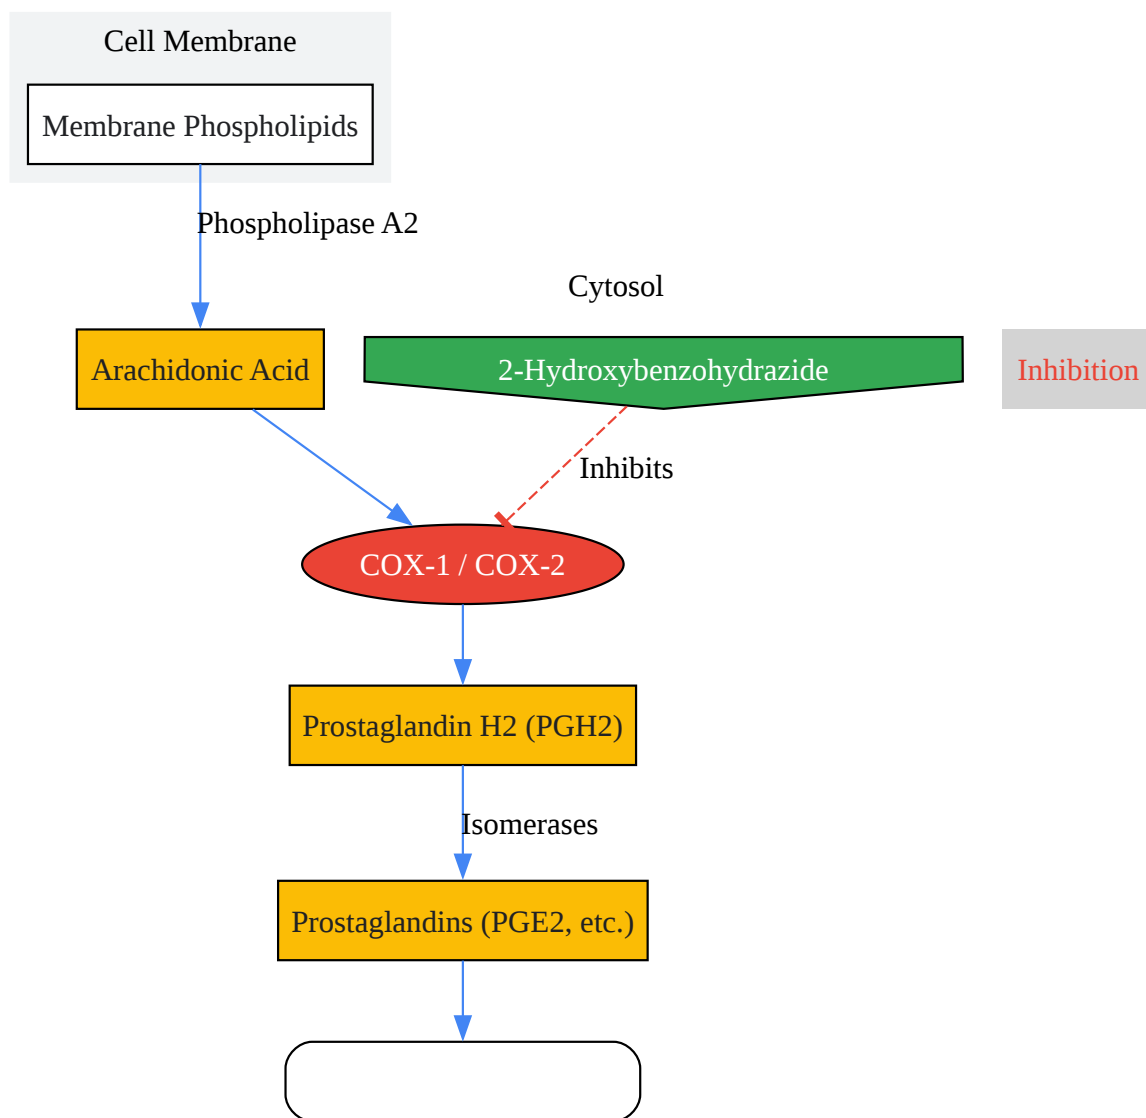 Cell Membrane
Membrane Phospholipids
Phospholipase A2
Cytosol
Arachidonic Acid
2-Hydroxybenzohydrazide
Inhibition
Inhibits
COX-1 / COX-2
Prostaglandin H2 (PGH2)
Isomerases
Prostaglandins (PGE2, etc.)